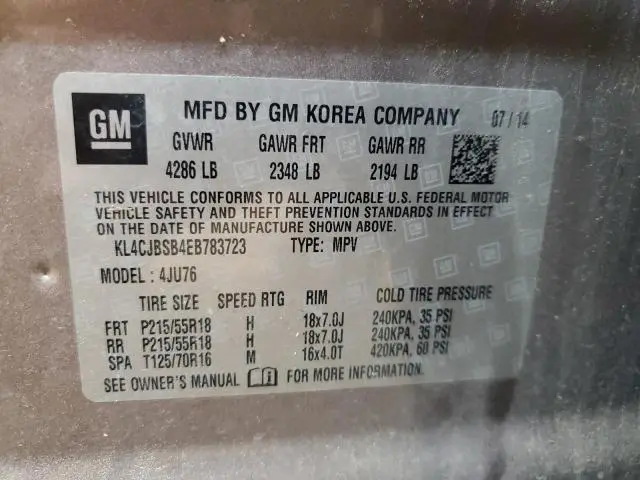 GM MFD BY GM KOREA COMPANY 07/14
GVWR GAWR FRT GAWR RR
4286 LB 2348 LB 2194 LB
THIS VEHICLE CONFORMS TO ALL APPLICABLE U.S. FEDERAL MOTOR
VEHICLE SAFETY AND THEFT PREVENTION STANDARDS IN EFFECT
ON THE DATE OF MANUFACTURE SHOWN ABOVE.
KL4CJBSB4EB783723 TYPE: MPV
MODEL: 4JU76
TIRE SIZE SPEED RTG RIM COLD TIRE PRESSURE
FRT P215/55R18 H 18x7.0J 240KPA, 35 PSI
RR P215/55R18 H 18x7.0J 240KPA, 35 PSI
SPA T125/70R16 M 16x4.0T 420KPA, 60 PSI
SEE OWNER'S MANUAL FOR MORE INFORMATION.